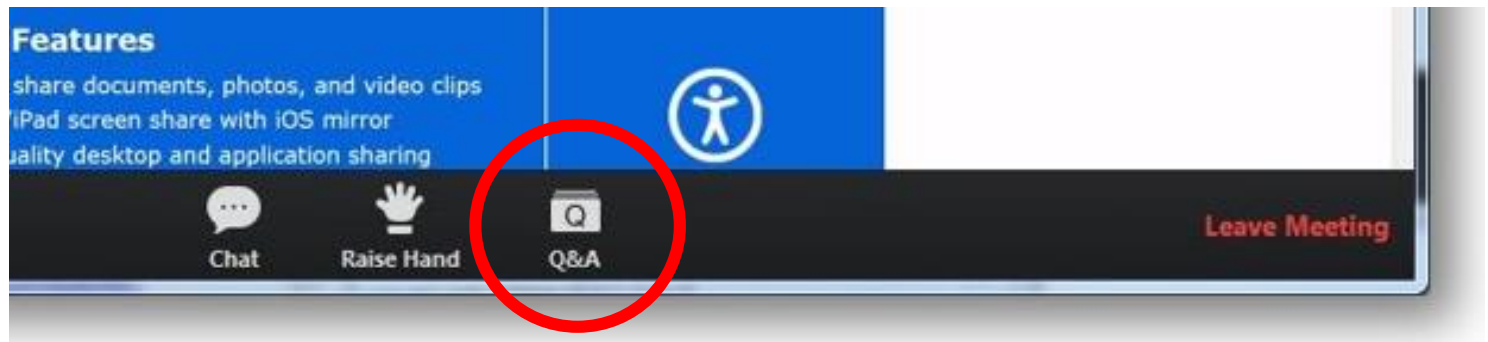 Features
share documents, photos, and video clips
/iPad screen share with iOS mirror
uality desktop and application sharing
Q
Chat Raise Hand Q&A
Leave Meeting